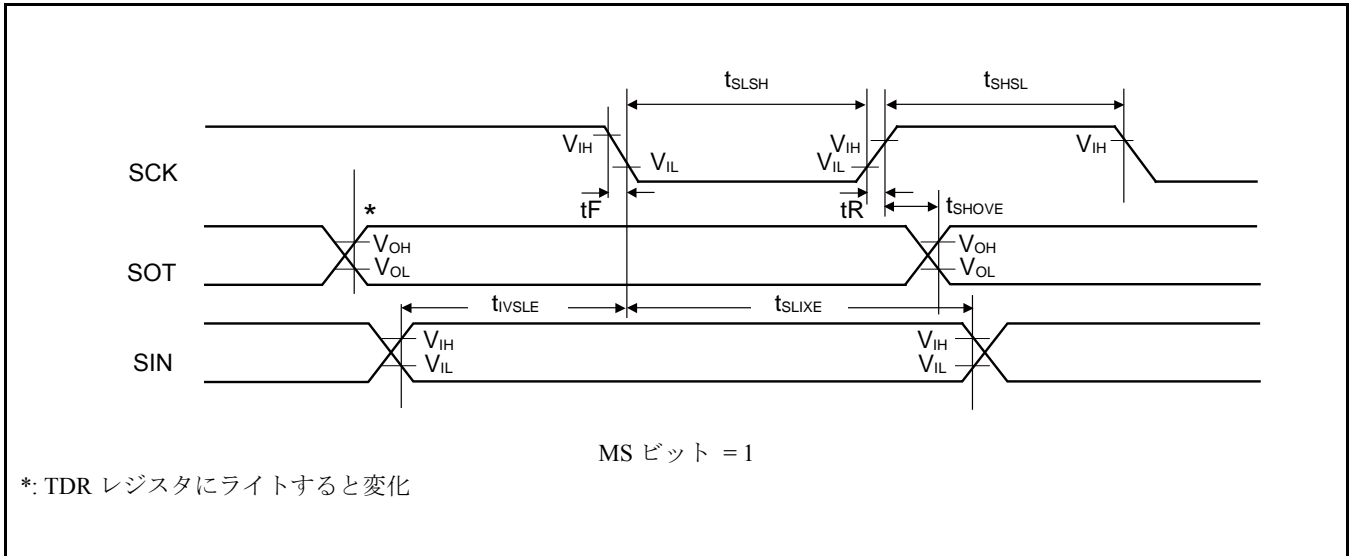 tSLSH
tSHSL
SCK
VIH
VIL
VIL
VIH
VIH
tF
tR
tSHOVE
SOT
*
VOH
VOL
VOH
VOL
tIVSLE
tSLIXE
SIN
VIH
VIL
VIH
VIL
MS ビット = 1
*: TDR レジスタにライトすると変化